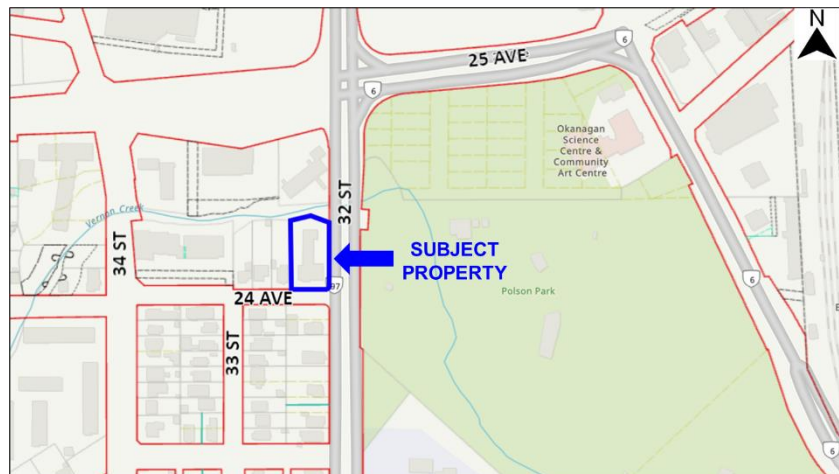 N
25 AVE
6
6
Okanagan
Science
Centre &
Community
Art Centre
32 ST
Vernon Creek
34 ST
SUBJECT
PROPERTY
97
24 AVE
6
Polson Park
33 ST
6